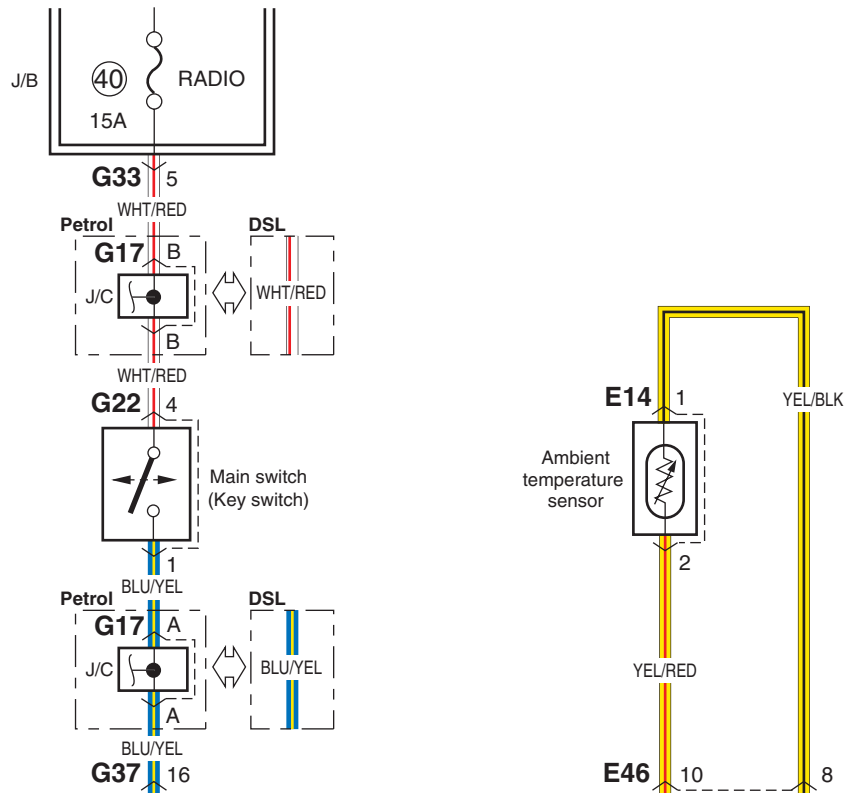 J/B
40
RADIO
15A
G33 5
WHT/RED
Petrol
DSL
G17 B
J/C
WHT/RED
B
WHT/RED
G22 4
Main switch
(Key switch)
1
BLU/YEL
Petrol
DSL
G17 A
J/C
BLU/YEL
A
BLU/YEL
G37 16
E14 1
YEL/BLK
Ambient
temperature
sensor
2
YEL/RED
E46 10
8